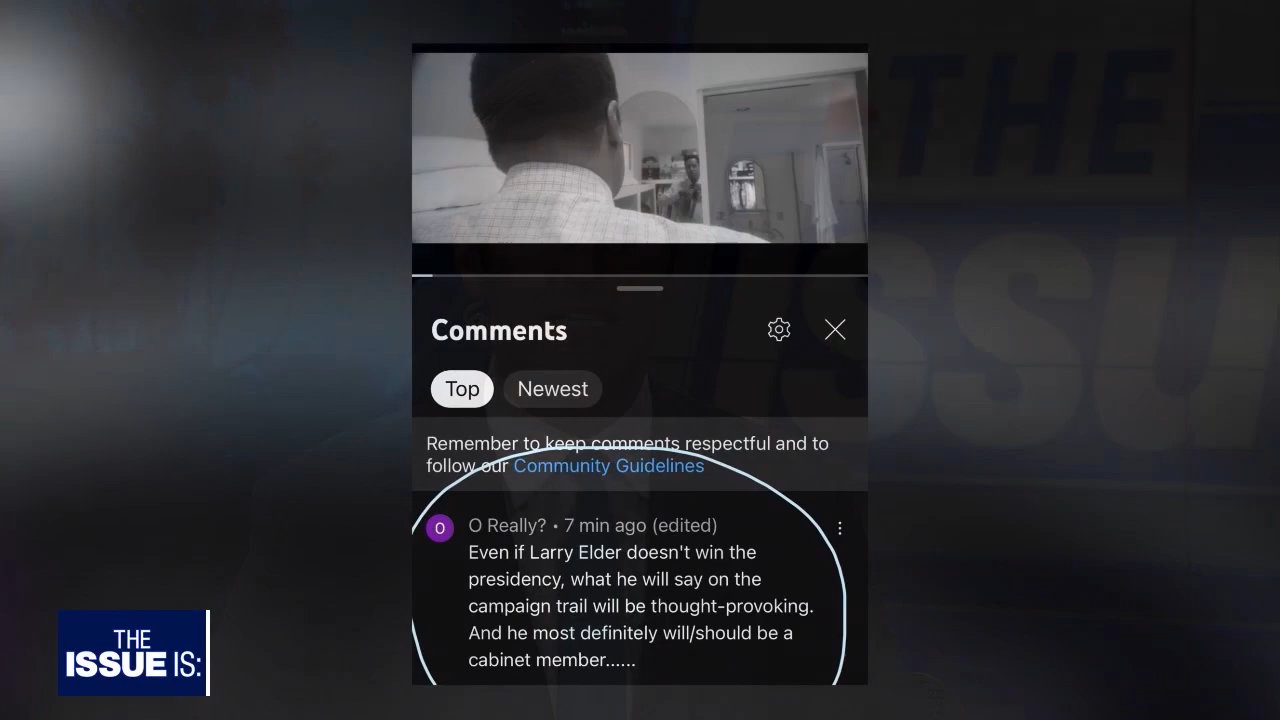 THE
ISSU
Comments
Top
Newest
Remember to keep comments respectful and to
follow our Community Guidelines
O
O Really? • 7 min ago (edited)
Even if Larry Elder doesn't win the
presidency, what he will say on the
campaign trail will be thought-provoking.
And he most definitely will/should be a
cabinet member......
THE
ISSUE IS: